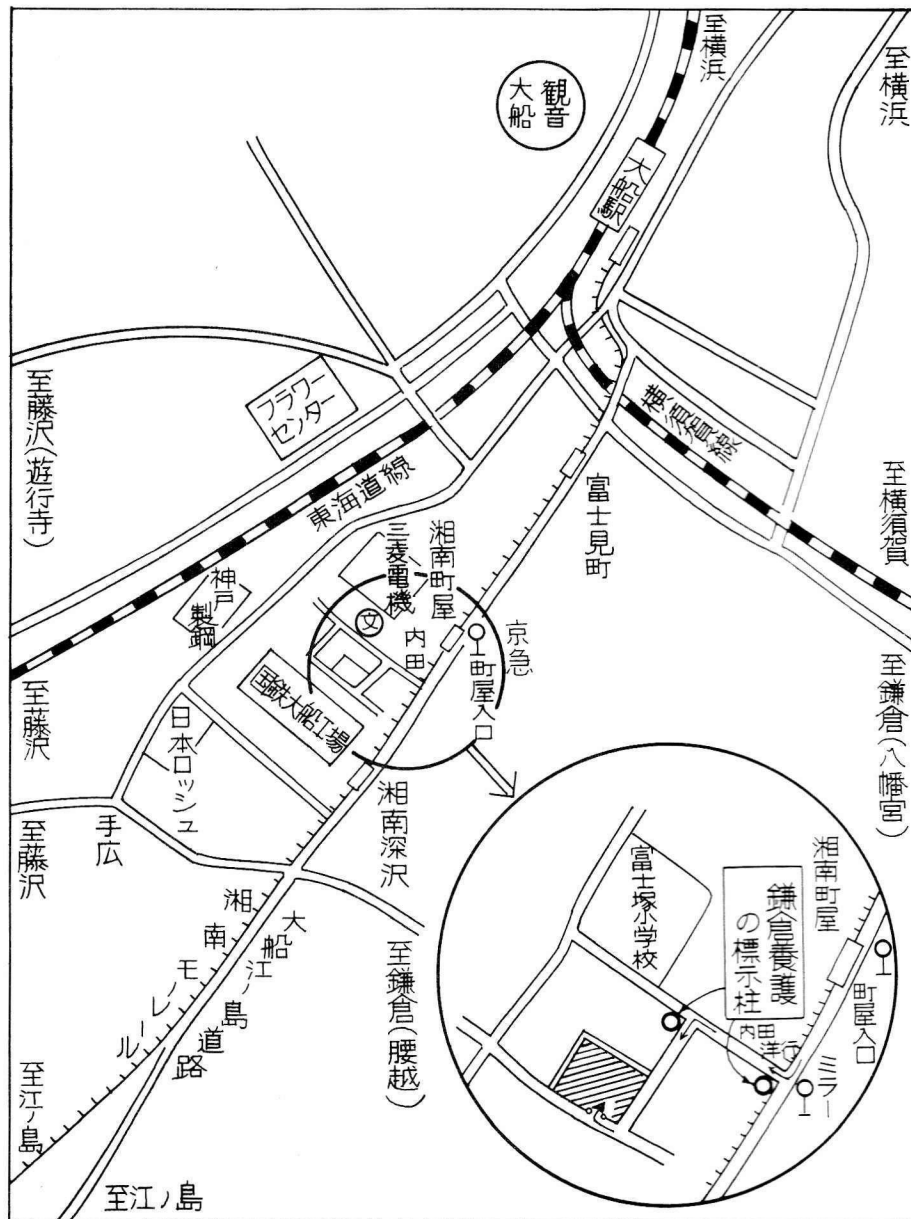 至横浜
至横浜
大船
観音
大船駅
フラワー
センター
至藤沢(遊行寺)
横須賀線
東海道線
富士見町
至横須賀
湘南町屋
三菱電機
神戸
製鋼
文
内田
京急
町屋入口
国鉄大船工場
至藤沢
日本ロッシュ
至鎌倉(八幡宮)
手広
至藤沢
湘南深沢
湘南モノレール
大船江ノ島道路
至鎌倉(腰越)
至江ノ島
至江ノ島
富士塚小学校
鎌倉養護
の標示柱
湘南町屋
町屋入口
内田
洋行
ミラー